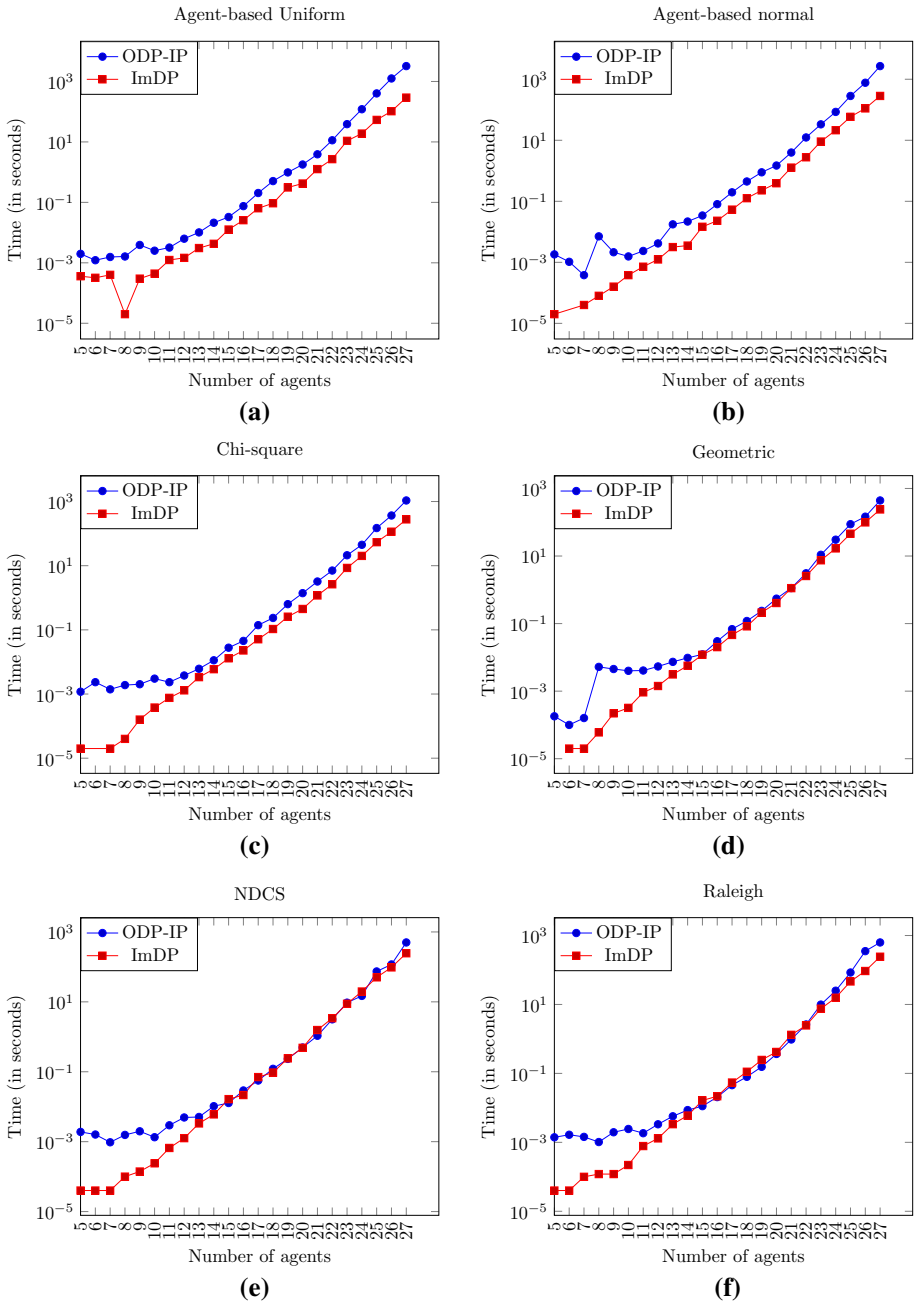 Agent-based Uniform
ODP-IP
ImDP
Time (in seconds)
10^3
10^1
10^−1
10^−3
10^−5
5 6 7 8 9 10 11 12 13 14 15 16 17 18 19 20 21 22 23 24 25 26 27
Number of agents
(a)
Agent-based normal
ODP-IP
ImDP
Time (in seconds)
10^3
10^1
10^−1
10^−3
10^−5
5 6 7 8 9 10 11 12 13 14 15 16 17 18 19 20 21 22 23 24 25 26 27
Number of agents
(b)
Chi-square
ODP-IP
ImDP
Time (in seconds)
10^3
10^1
10^−1
10^−3
10^−5
5 6 7 8 9 10 11 12 13 14 15 16 17 18 19 20 21 22 23 24 25 26 27
Number of agents
(c)
Geometric
ODP-IP
ImDP
Time (in seconds)
10^3
10^1
10^−1
10^−3
10^−5
5 6 7 8 9 10 11 12 13 14 15 16 17 18 19 20 21 22 23 24 25 26 27
Number of agents
(d)
NDCS
ODP-IP
ImDP
Time (in seconds)
10^3
10^1
10^−1
10^−3
10^−5
5 6 7 8 9 10 11 12 13 14 15 16 17 18 19 20 21 22 23 24 25 26 27
Number of agents
(e)
Raleigh
ODP-IP
ImDP
Time (in seconds)
10^3
10^1
10^−1
10^−3
10^−5
5 6 7 8 9 10 11 12 13 14 15 16 17 18 19 20 21 22 23 24 25 26 27
Number of agents
(f)